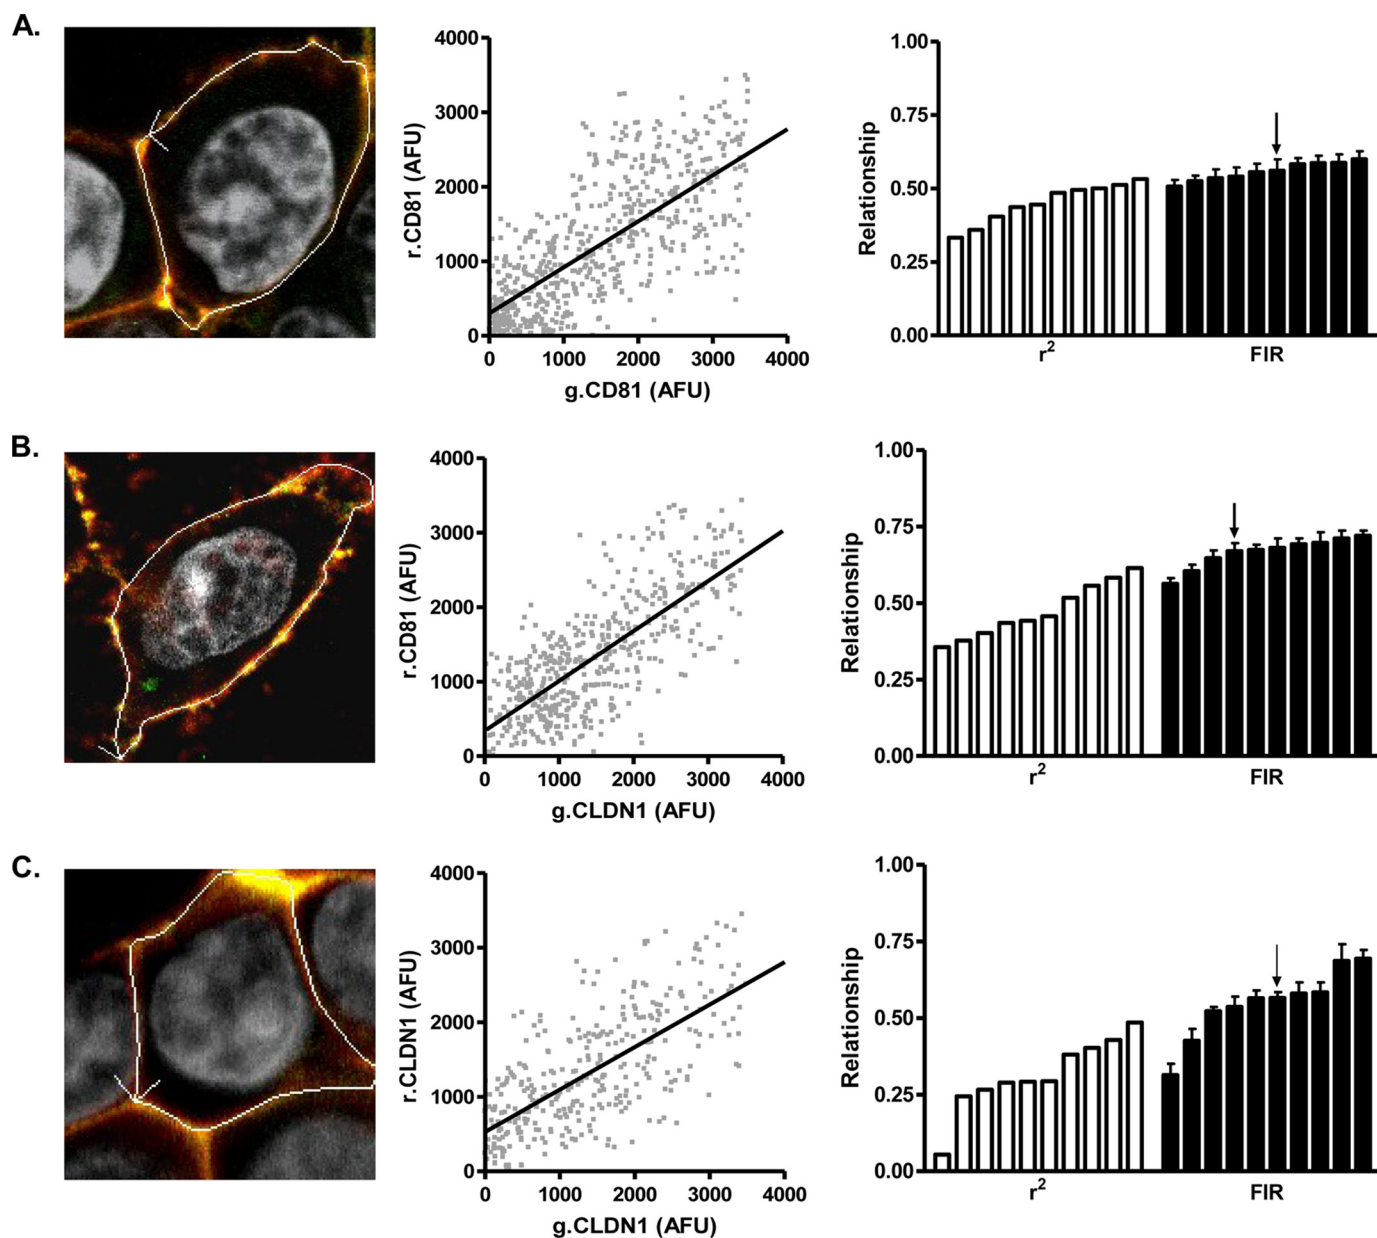 A.
4000
3000
2000
1000
0
r.CD81 (AFU)
0 1000 2000 3000 4000
g.CD81 (AFU)
1.00
0.75
0.50
0.25
0.00
Relationship
r² FIR
B.
4000
3000
2000
1000
0
r.CD81 (AFU)
0 1000 2000 3000 4000
g.CLDN1 (AFU)
1.00
0.75
0.50
0.25
0.00
Relationship
r² FIR
C.
4000
3000
2000
1000
0
r.CLDN1 (AFU)
0 1000 2000 3000 4000
g.CLDN1 (AFU)
1.00
0.75
0.50
0.25
0.00
Relationship
r² FIR